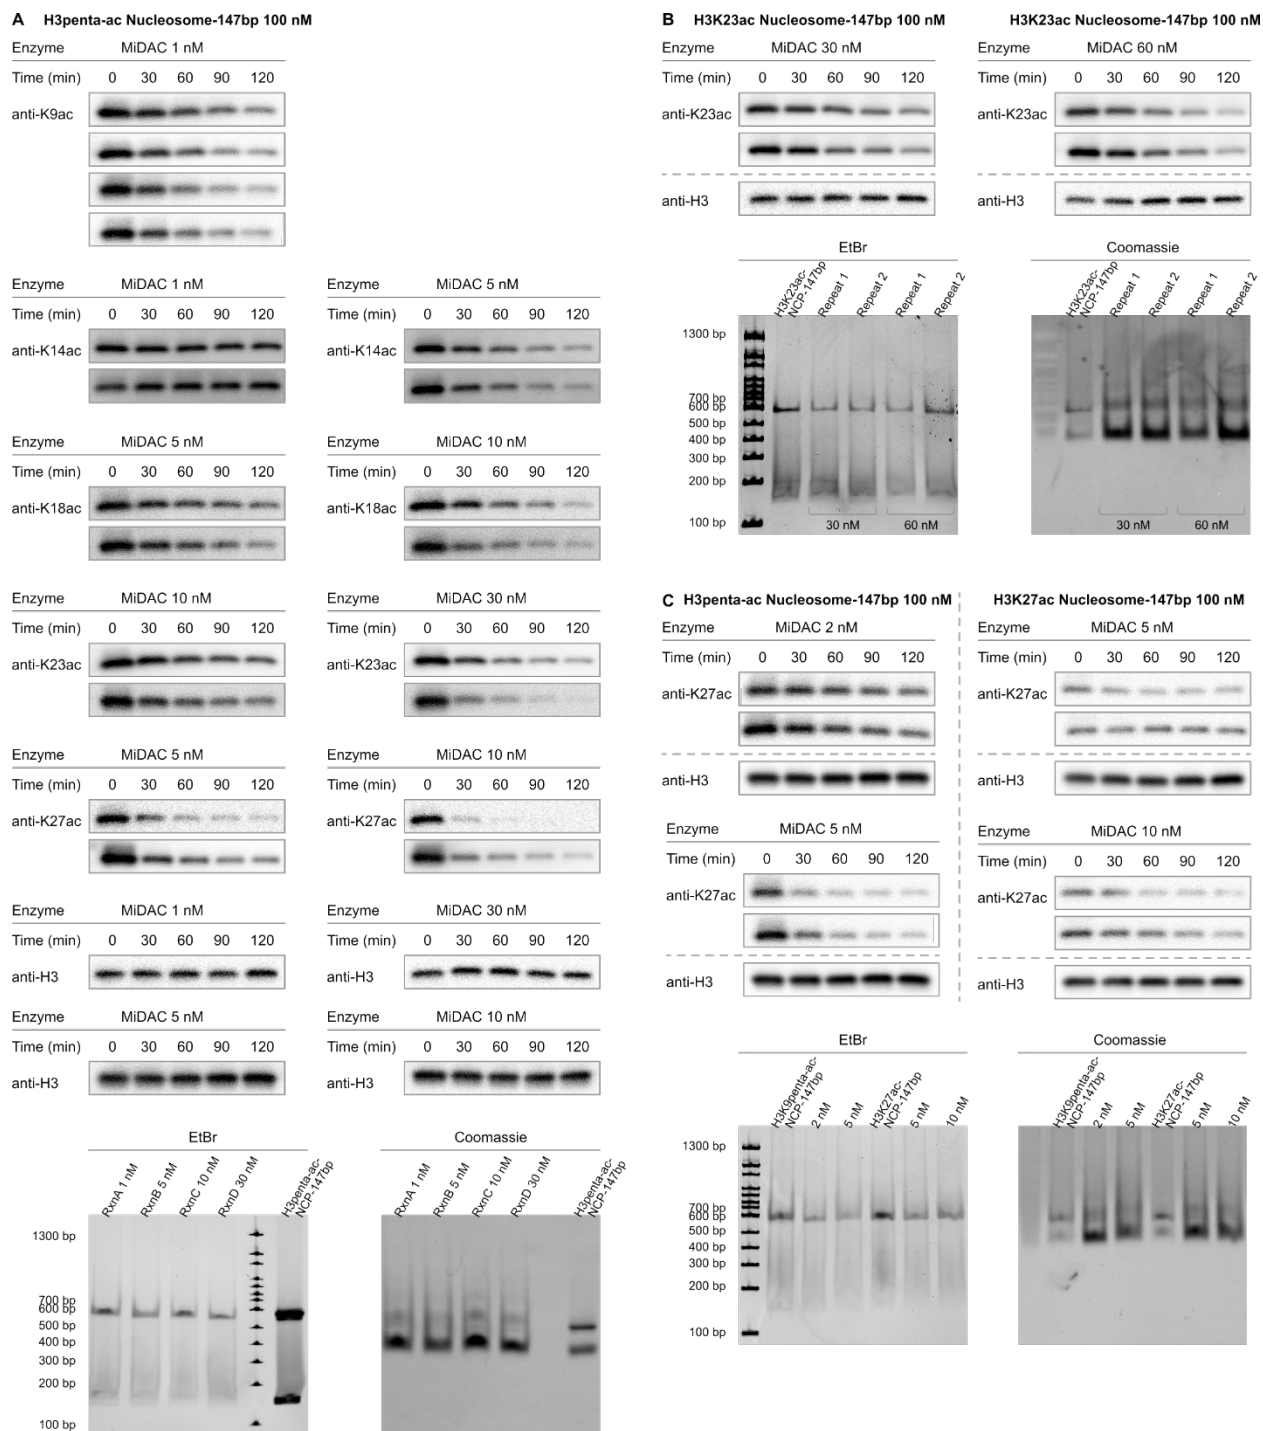 A H3penta-ac Nucleosome-147bp 100 nM
Enzyme MiDAC 1 nM
Time (min) 0 30 60 90 120
anti-K9ac
Enzyme MiDAC 1 nM
Time (min) 0 30 60 90 120
anti-K14ac
Enzyme MiDAC 5 nM
Time (min) 0 30 60 90 120
anti-K14ac
Enzyme MiDAC 5 nM
Time (min) 0 30 60 90 120
anti-K18ac
Enzyme MiDAC 10 nM
Time (min) 0 30 60 90 120
anti-K18ac
Enzyme MiDAC 10 nM
Time (min) 0 30 60 90 120
anti-K23ac
Enzyme MiDAC 30 nM
Time (min) 0 30 60 90 120
anti-K23ac
Enzyme MiDAC 5 nM
Time (min) 0 30 60 90 120
anti-K27ac
Enzyme MiDAC 10 nM
Time (min) 0 30 60 90 120
anti-K27ac
Enzyme MiDAC 1 nM
Time (min) 0 30 60 90 120
anti-H3
Enzyme MiDAC 30 nM
Time (min) 0 30 60 90 120
anti-H3
Enzyme MiDAC 5 nM
Time (min) 0 30 60 90 120
anti-H3
Enzyme MiDAC 10 nM
Time (min) 0 30 60 90 120
anti-H3
EtBr
RxnA 1 nM
RxnB 5 nM
RxnC 10 nM
RxnD 30 nM
H3penta-ac-
NCP-147bp
1300 bp
700 bp
600 bp
500 bp
400 bp
300 bp
200 bp
100 bp
Coomassie
RxnA 1 nM
RxnB 5 nM
RxnC 10 nM
RxnD 30 nM
H3penta-ac-
NCP-147bp
B H3K23ac Nucleosome-147bp 100 nM
Enzyme MiDAC 30 nM
Time (min) 0 30 60 90 120
anti-K23ac
anti-H3
H3K23ac Nucleosome-147bp 100 nM
Enzyme MiDAC 60 nM
Time (min) 0 30 60 90 120
anti-K23ac
anti-H3
EtBr
H3K23ac-
NCP-147bp
Repeat 1
Repeat 2
Repeat 1
Repeat 2
1300 bp
700 bp
600 bp
500 bp
400 bp
300 bp
200 bp
100 bp
30 nM 60 nM
Coomassie
H3K23ac-
NCP-147bp
Repeat 1
Repeat 2
Repeat 1
Repeat 2
30 nM 60 nM
C H3penta-ac Nucleosome-147bp 100 nM
Enzyme MiDAC 2 nM
Time (min) 0 30 60 90 120
anti-K27ac
anti-H3
Enzyme MiDAC 5 nM
Time (min) 0 30 60 90 120
anti-K27ac
anti-H3
H3K27ac Nucleosome-147bp 100 nM
Enzyme MiDAC 5 nM
Time (min) 0 30 60 90 120
anti-K27ac
anti-H3
Enzyme MiDAC 10 nM
Time (min) 0 30 60 90 120
anti-K27ac
anti-H3
EtBr
H3K9penta-ac-
NCP-147bp
2 nM
5 nM
H3K27ac-
NCP-147bp
5 nM
10 nM
1300 bp
700 bp
600 bp
500 bp
400 bp
300 bp
200 bp
100 bp
Coomassie
H3K9penta-ac-
NCP-147bp
2 nM
5 nM
H3K27ac-
NCP-147bp
5 nM
10 nM